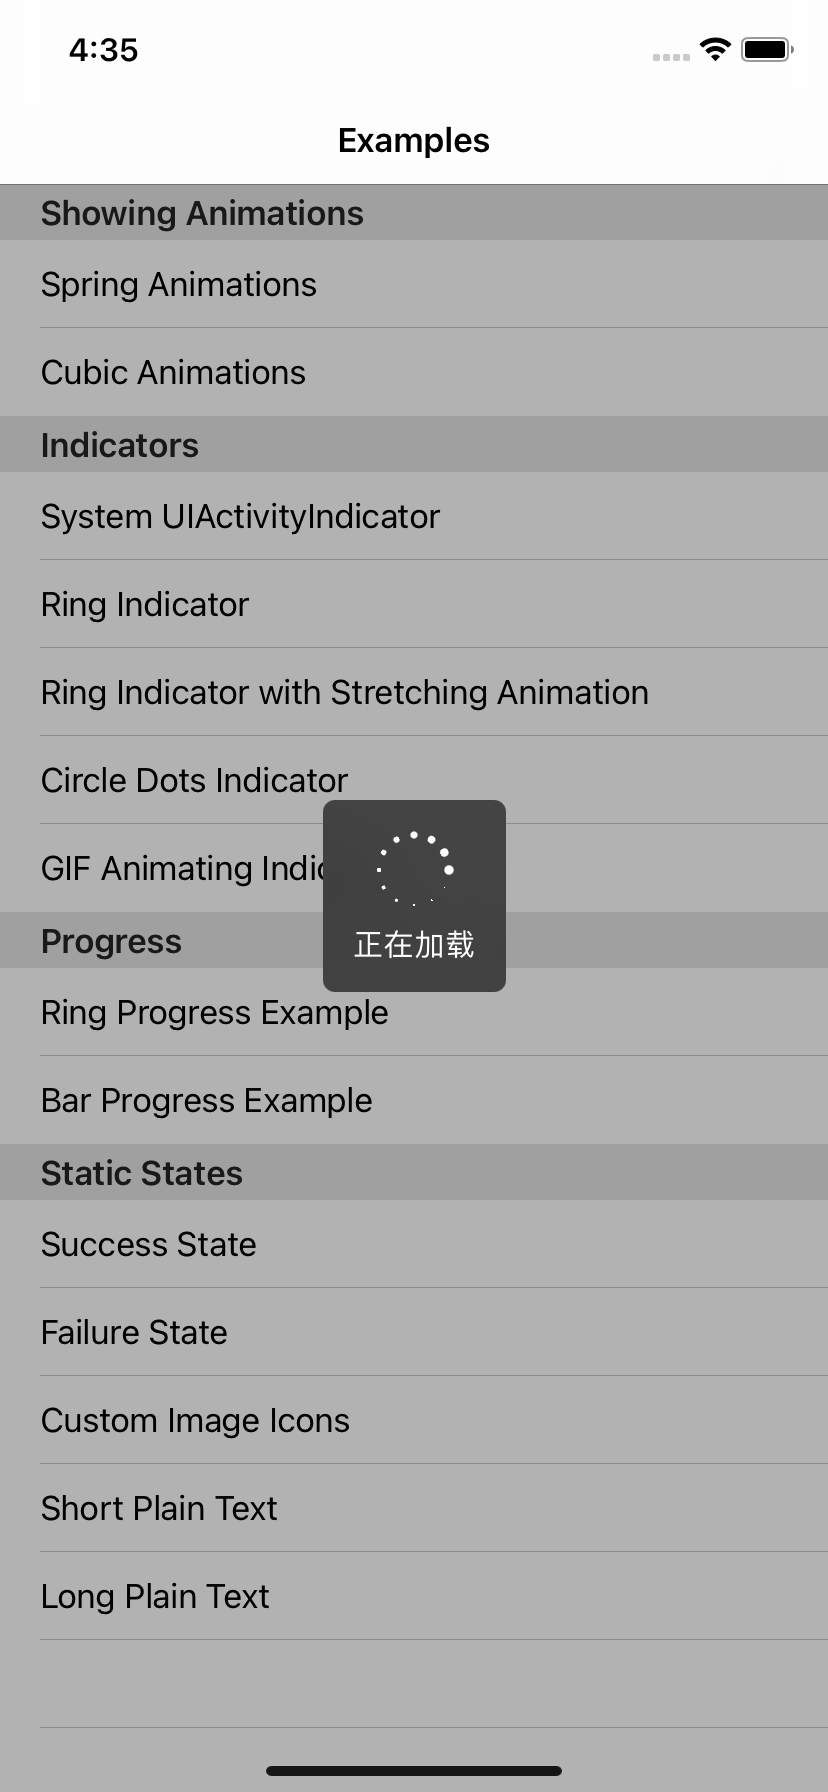 4:35
Examples
Showing Animations
Spring Animations
Cubic Animations
Indicators
System UIActivityIndicator
Ring Indicator
Ring Indicator with Stretching Animation
Circle Dots Indicator
GIF Animating
正在加载
Progress
Ring Progress Example
Bar Progress Example
Static States
Success State
Failure State
Custom Image Icons
Short Plain Text
Long Plain Text